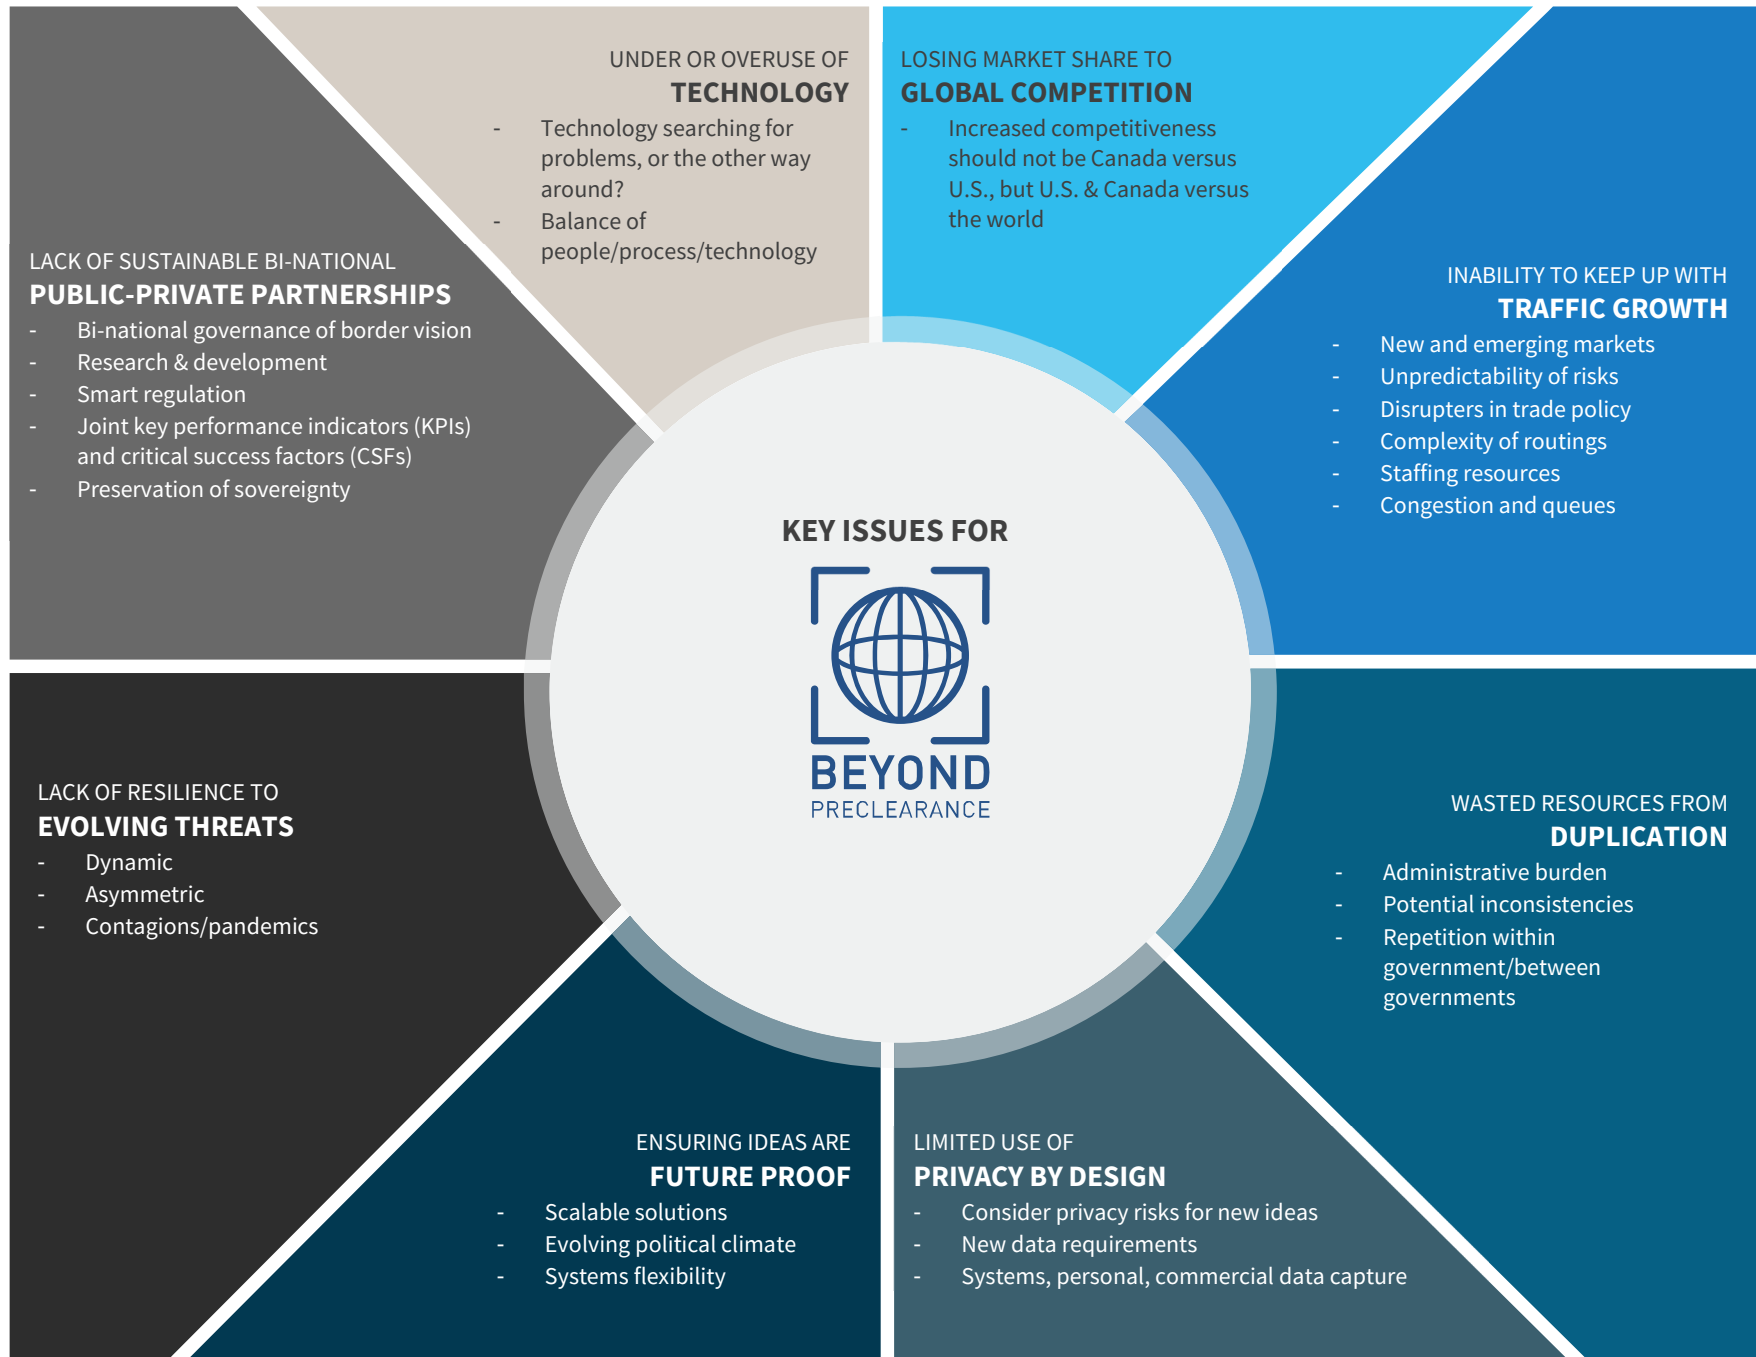 UNDER OR OVERUSE OF
TECHNOLOGY
- Technology searching for
problems, or the other way
around?
- Balance of
people/process/technology
LOSING MARKET SHARE TO
GLOBAL COMPETITION
- Increased competitiveness
should not be Canada versus
U.S., but U.S. & Canada versus
the world
LACK OF SUSTAINABLE BI-NATIONAL
PUBLIC-PRIVATE PARTNERSHIPS
- Bi-national governance of border vision
- Research & development
- Smart regulation
- Joint key performance indicators (KPIs)
and critical success factors (CSFs)
- Preservation of sovereignty
INABILITY TO KEEP UP WITH
TRAFFIC GROWTH
- New and emerging markets
- Unpredictability of risks
- Disrupters in trade policy
- Complexity of routings
- Staffing resources
- Congestion and queues
KEY ISSUES FOR
BEYOND
PRECLEARANCE
LACK OF RESILIENCE TO
EVOLVING THREATS
- Dynamic
- Asymmetric
- Contagions/pandemics
WASTED RESOURCES FROM
DUPLICATION
- Administrative burden
- Potential inconsistencies
- Repetition within
government/between
governments
ENSURING IDEAS ARE
FUTURE PROOF
- Scalable solutions
- Evolving political climate
- Systems flexibility
LIMITED USE OF
PRIVACY BY DESIGN
- Consider privacy risks for new ideas
- New data requirements
- Systems, personal, commercial data capture